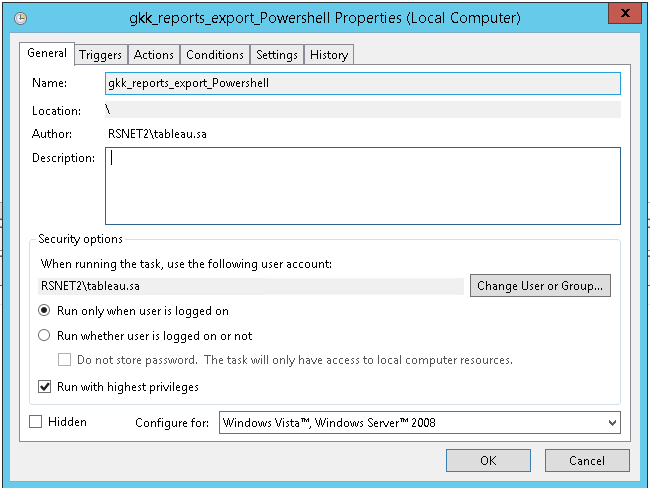 gkk_reports_export_Powershell Properties (Local Computer)
x
General Triggers Actions Conditions Settings History
Name: gkk_reports_export_Powershell
Location: \
Author: RSNET2\tableau.sa
Description:
Security options
When running the task, use the following user account:
RSNET2\tableau.sa Change User or Group...
Run only when user is logged on
Run whether user is logged on or not
Do not store password. The task will only have access to local computer resources.
Run with highest privileges
Hidden Configure for: Windows Vista™, Windows Server™ 2008
OK Cancel